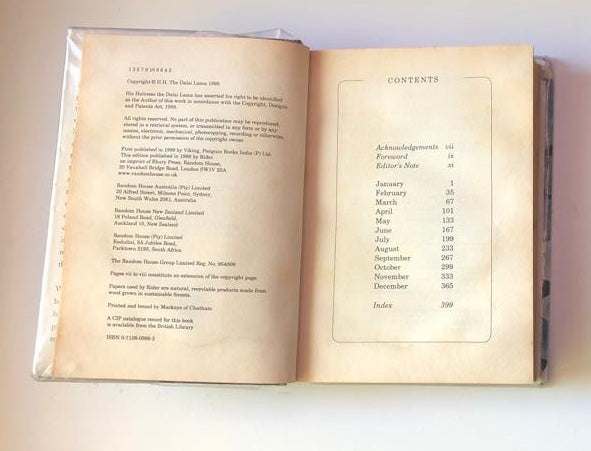 1 3 5 7 9 10 8 6 4 2
Copyright © H.H. The Dalai Lama 1998
His Holiness the Dalai Lama has asserted his right to be identified
as the Author of this work in accordance with the Copyright, Designs
and Patents Act, 1988.
All rights reserved. No part of this publication may be reproduced,
stored in a retrieval system, or transmitted in any form or by any
means, electronic, mechanical, photocopying, recording or otherwise,
without the prior permission of the copyright owner.
First published in 1998 by Viking, Penguin Books India (P) Ltd.
This edition published in 1999 by Rider
an imprint of Ebury Press, Random House,
20 Vauxhall Bridge Road, London SW1V 2SA
www.randomhouse.co.uk
Random House Australia (Pty) Limited
20 Alfred Street, Milsons Point, Sydney,
New South Wales 2061, Australia
Random House New Zealand Limited
18 Poland Road, Glenfield,
Auckland 10, New Zealand
Random House (Pty) Limited
Endulini, 5A Jubilee Road,
Parktown 2193, South Africa
The Random House Group Limited Reg. No. 954009
Pages vii to viii constitute an extension of the copyright page.
Papers used by Rider are natural, recyclable products made from
wood grown in sustainable forests.
Printed and bound by Mackays of Chatham
A CIP catalogue record for this book
is available from the British Library
ISBN
CONTENTS
Acknowledgements vii
Foreword ix
Editor's Note xi
January 1
February 35
March 67
April 101
May 133
June 167
July 199
August 233
September 267
October 299
November 333
December 365
Index 399